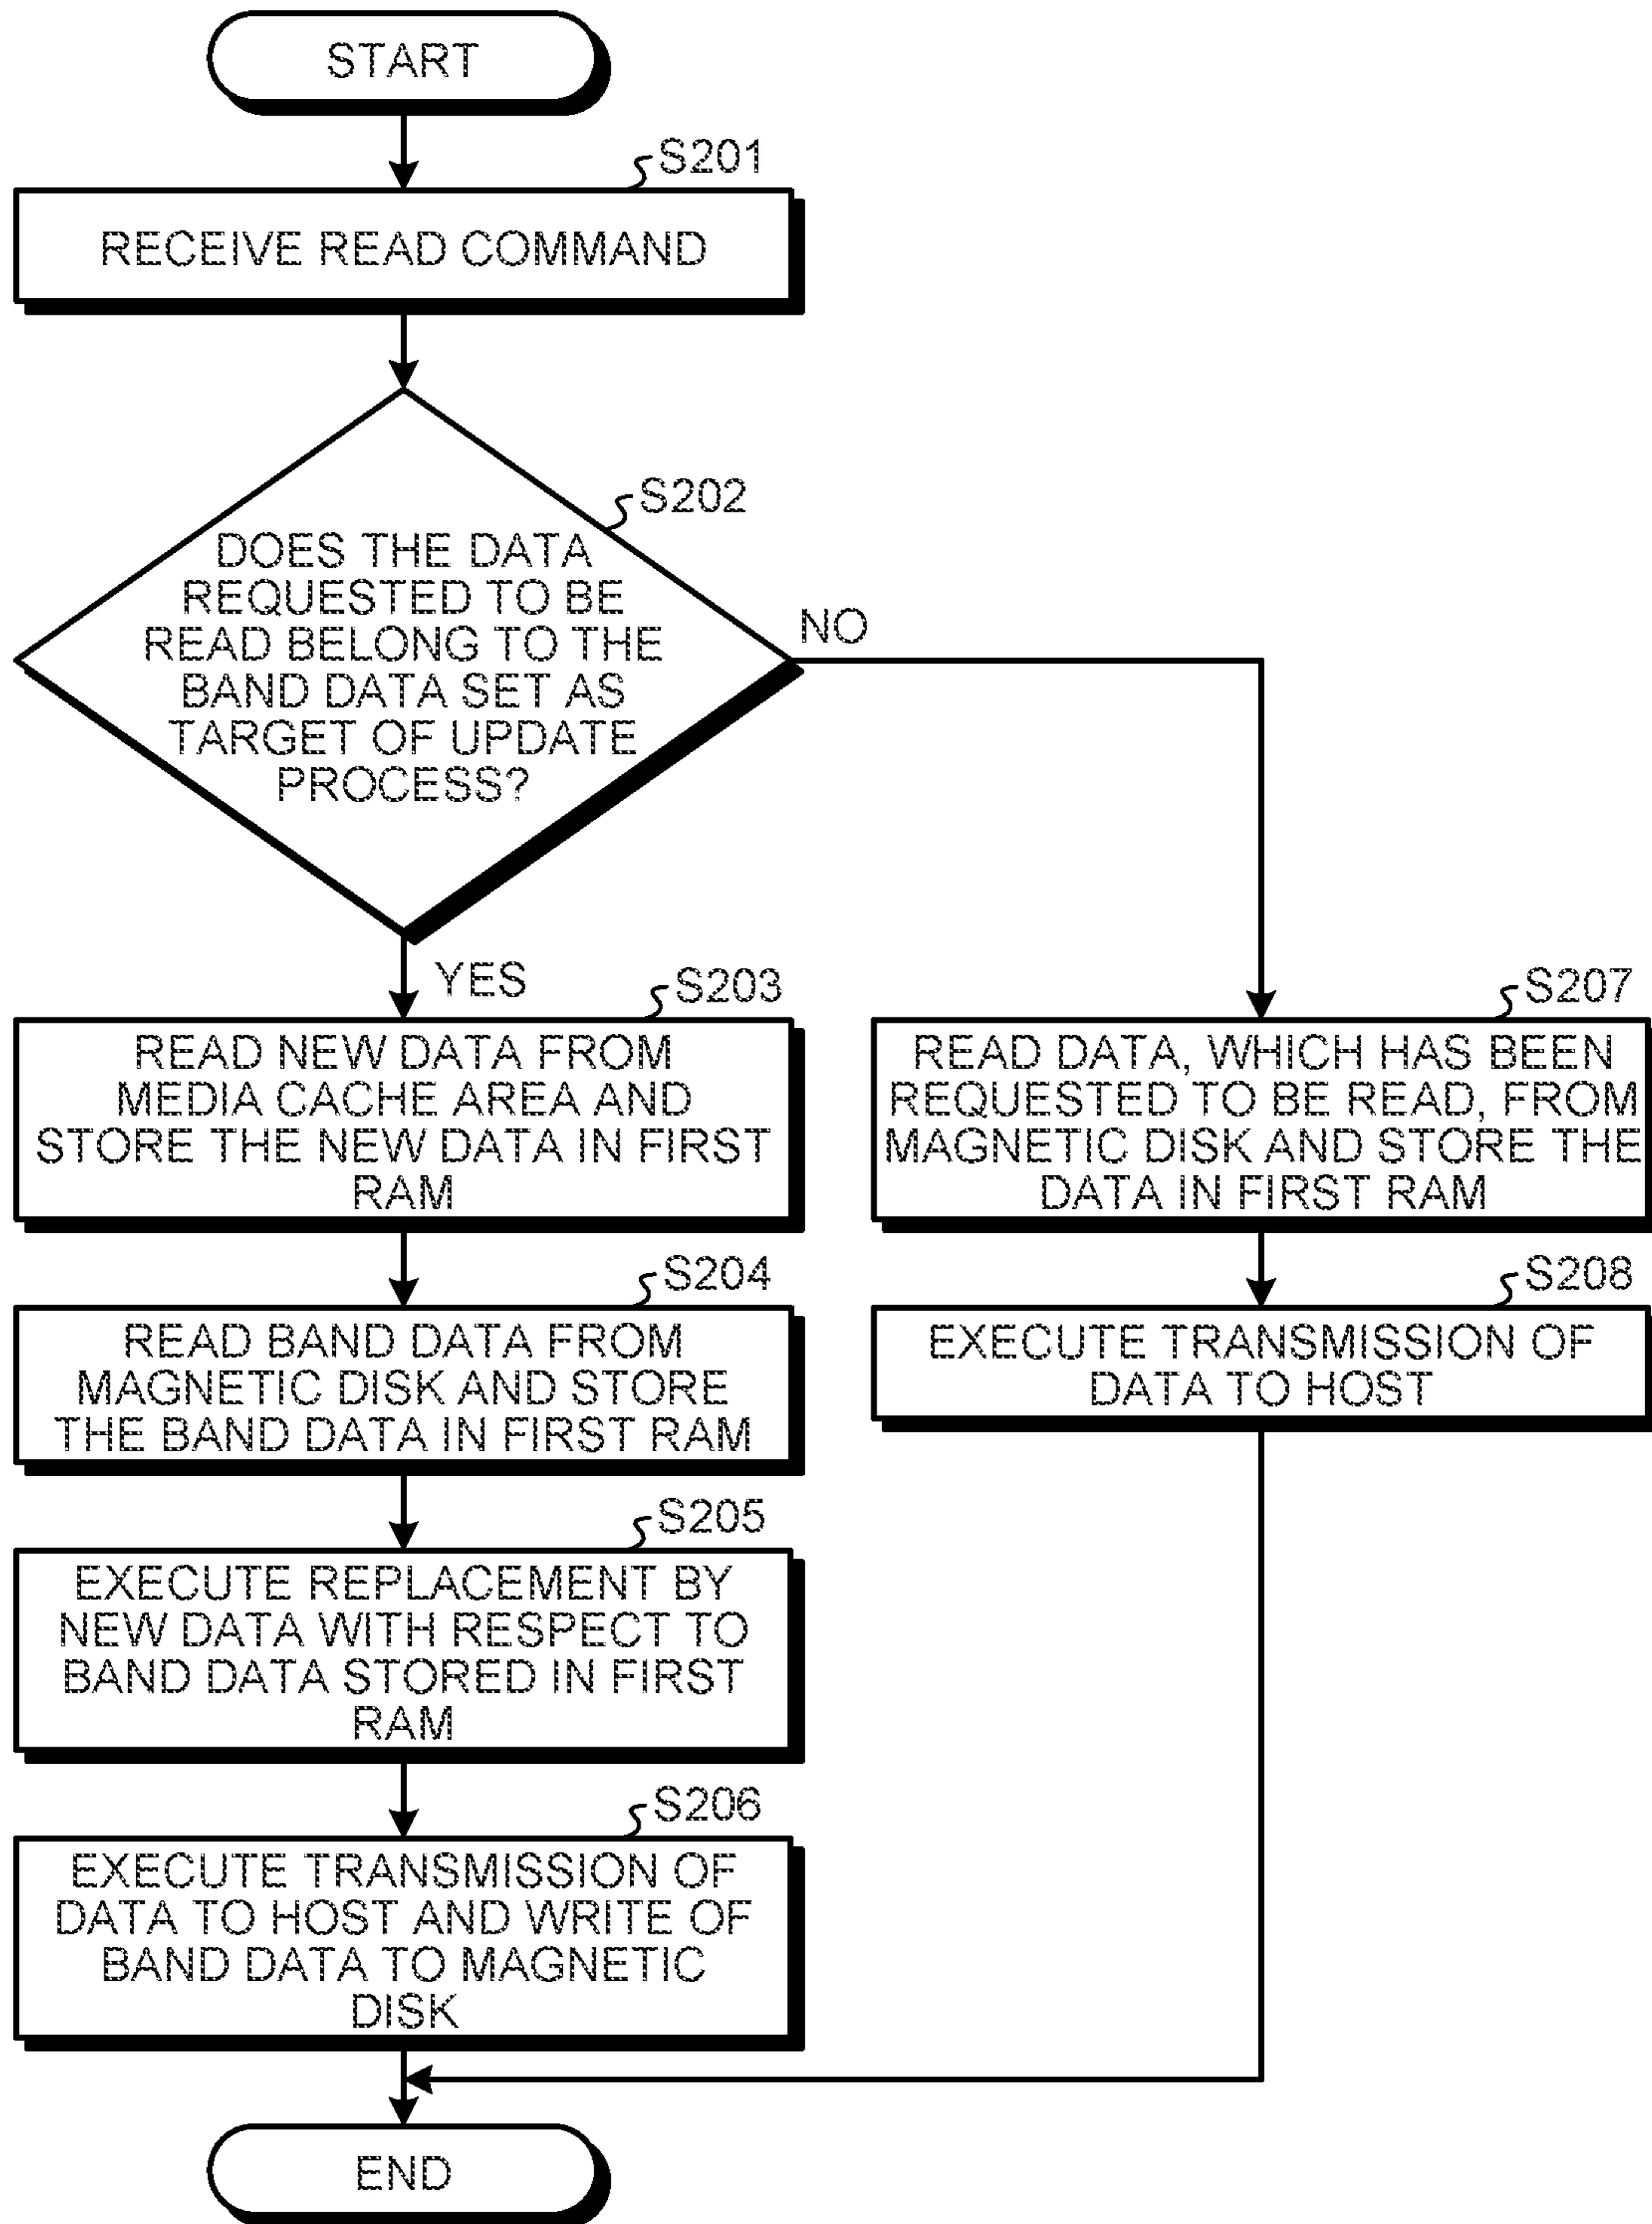 START
S201
RECEIVE READ COMMAND
S202
DOES THE DATA
REQUESTED TO BE
READ BELONG TO THE
BAND DATA SET AS
TARGET OF UPDATE
PROCESS?
NO
YES
S203
READ NEW DATA FROM
MEDIA CACHE AREA AND
STORE THE NEW DATA IN FIRST
RAM
S204
READ BAND DATA FROM
MAGNETIC DISK AND STORE
THE BAND DATA IN FIRST RAM
S205
EXECUTE REPLACEMENT BY
NEW DATA WITH RESPECT TO
BAND DATA STORED IN FIRST
RAM
S206
EXECUTE TRANSMISSION OF
DATA TO HOST AND WRITE OF
BAND DATA TO MAGNETIC
DISK
S207
READ DATA, WHICH HAS BEEN
REQUESTED TO BE READ, FROM
MAGNETIC DISK AND STORE THE
DATA IN FIRST RAM
S208
EXECUTE TRANSMISSION OF
DATA TO HOST
END